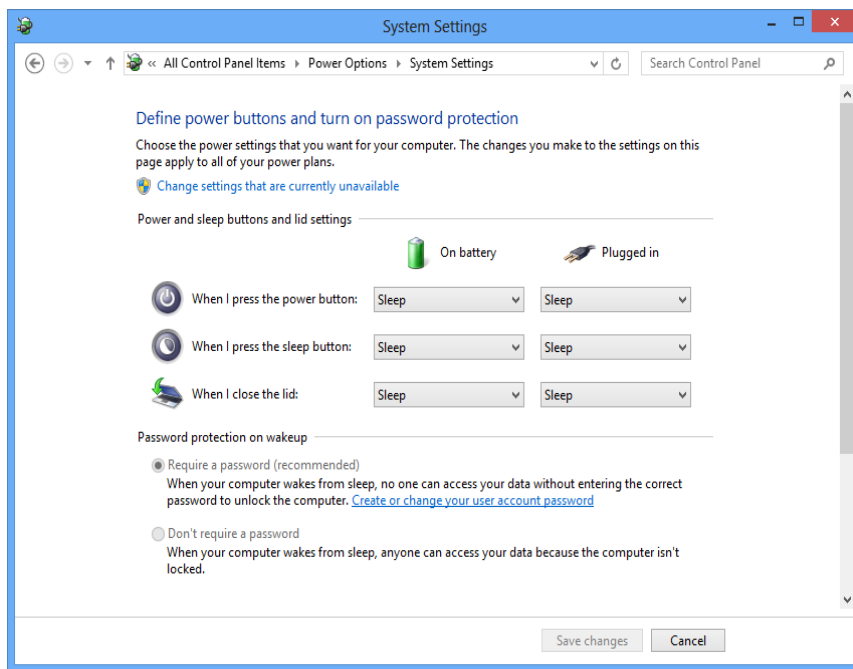 System Settings
« All Control Panel Items Power Options System Settings Search Control Panel
Define power buttons and turn on password protection
Choose the power settings that you want for your computer. The changes you make to the settings on this
page apply to all of your power plans.
Change settings that are currently unavailable
Power and sleep buttons and lid settings
On battery Plugged in
When I press the power button: Sleep Sleep
When I press the sleep button: Sleep Sleep
When I close the lid: Sleep Sleep
Password protection on wakeup
Require a password (recommended)
When your computer wakes from sleep, no one can access your data without entering the correct
password to unlock the computer. Create or change your user account password
Don't require a password
When your computer wakes from sleep, anyone can access your data because the computer isn't
locked.
Save changes Cancel